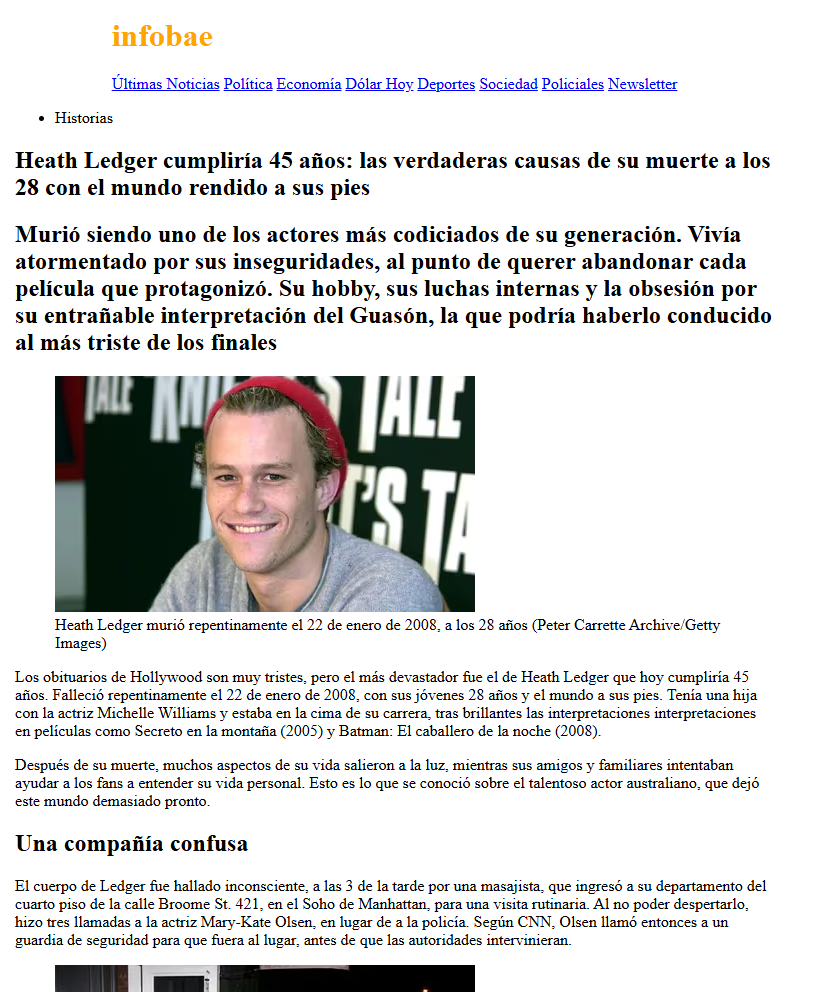 infobae
Últimas Noticias Política Economía Dólar Hoy Deportes Sociedad Policiales Newsletter
Historias
Heath Ledger cumpliría 45 años: las verdaderas causas de su muerte a los
28 con el mundo rendido a sus pies
Murió siendo uno de los actores más codiciados de su generación. Vivía
atormentado por sus inseguridades, al punto de querer abandonar cada
película que protagonizó. Su hobby, sus luchas internas y la obsesión por
su entrañable interpretación del Guasón, la que podría haberlo conducido
al más triste de los finales
TALE KNIGHT'S TALE
T'S TA
Heath Ledger murió repentinamente el 22 de enero de 2008, a los 28 años (Peter Carrette Archive/Getty
Images)
Los obituarios de Hollywood son muy tristes, pero el más devastador fue el de Heath Ledger que hoy cumpliría 45
años. Falleció repentinamente el 22 de enero de 2008, con sus jóvenes 28 años y el mundo a sus pies. Tenía una hija
con la actriz Michelle Williams y estaba en la cima de su carrera, tras brillantes las interpretaciones interpretaciones
en películas como Secreto en la montaña (2005) y Batman: El caballero de la noche (2008).
Después de su muerte, muchos aspectos de su vida salieron a la luz, mientras sus amigos y familiares intentaban
ayudar a los fans a entender su vida personal. Esto es lo que se conoció sobre el talentoso actor australiano, que dejó
este mundo demasiado pronto.
Una compañía confusa
El cuerpo de Ledger fue hallado inconsciente, a las 3 de la tarde por una masajista, que ingresó a su departamento del
cuarto piso de la calle Broome St. 421, en el Soho de Manhattan, para una visita rutinaria. Al no poder despertarlo,
hizo tres llamadas a la actriz Mary-Kate Olsen, en lugar de a la policía. Según CNN, Olsen llamó entonces a un
guardia de seguridad para que fuera al lugar, antes de que las autoridades intervinieran.